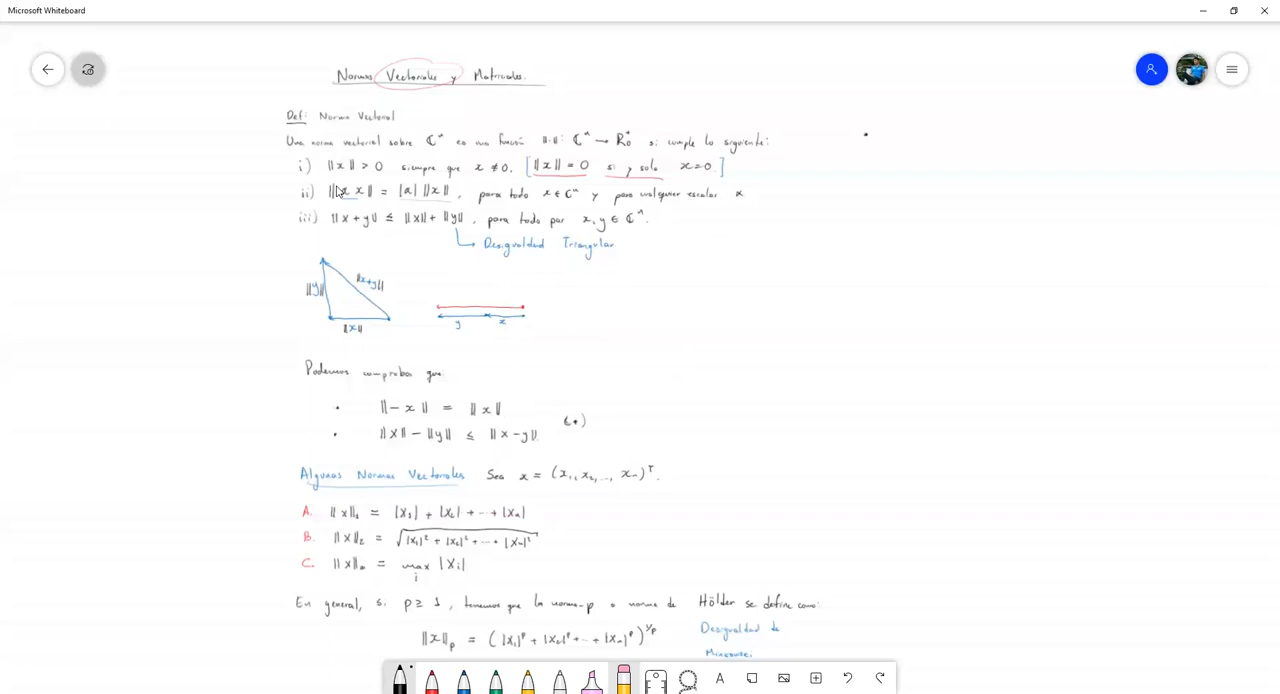 Microsoft Whiteboard
Normas Vectoriales y Matriciales.
Def: Norma Vectorial
Una norma vectorial sobre ℂⁿ es una función ||·||: ℂⁿ → ℝ₀⁺ si cumple lo siguiente:
i) ||x|| > 0 siempre que x ≠ 0. [||x|| = 0 si y solo x=0.]
ii) ||α x|| = |α| ||x||, para todo x ∈ ℂⁿ y para cualquier escalar α
iii) ||x + y|| ≤ ||x|| + ||y||, para todo par x, y ∈ ℂⁿ.
Desigualdad Triangular
||y|| ||x+y||
||x||
y x
Podemos comprobar que:
• ||-x|| = ||x||
• ||x|| - ||y|| ≤ ||x-y|| (*)
Algunas Normas Vectoriales Sea x = (x₁, x₂, ..., xₙ)ᵀ.
A. ||x||₁ = |x₁| + |x₂| + ... + |xₙ|
B. ||x||₂ = √(|x₁|² + |x₂|² + ... + |xₙ|²)
C. ||x||∞ = max |xᵢ|
i
En general, si p ≥ 1, tenemos que la norma-p o norma de Hölder se define como:
||x||ₚ = (|x₁|ᵖ + |x₂|ᵖ + ... + |xₙ|ᵖ)^1/p
Desigualdad de